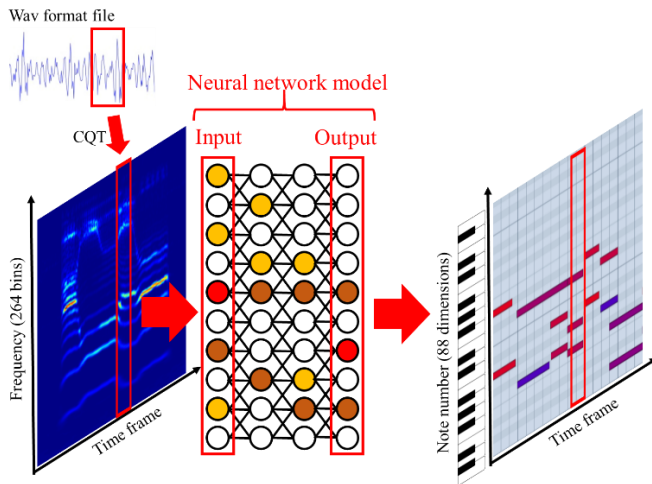 Wav format file
Neural network model
CQT
Input
Output
Frequency (264 bins)
Time frame
Note number (88 dimensions)
Time frame